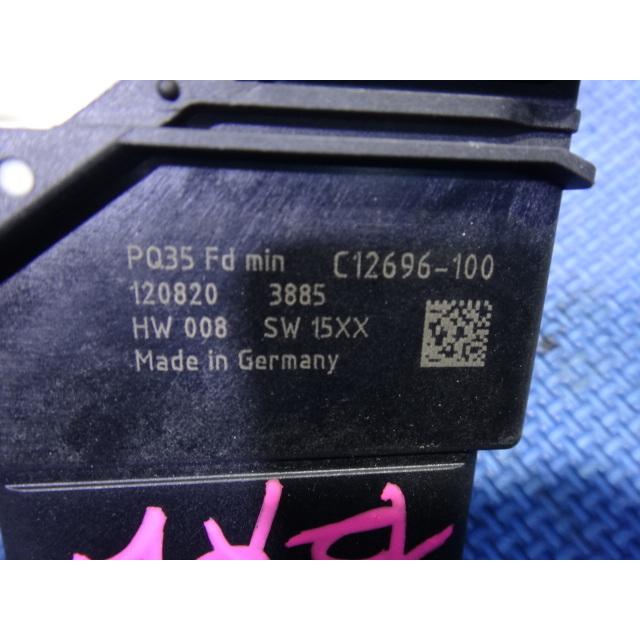 PQ35 Fd min C12696-100
120820 3885
HW 008 SW 15XX
Made in Germany